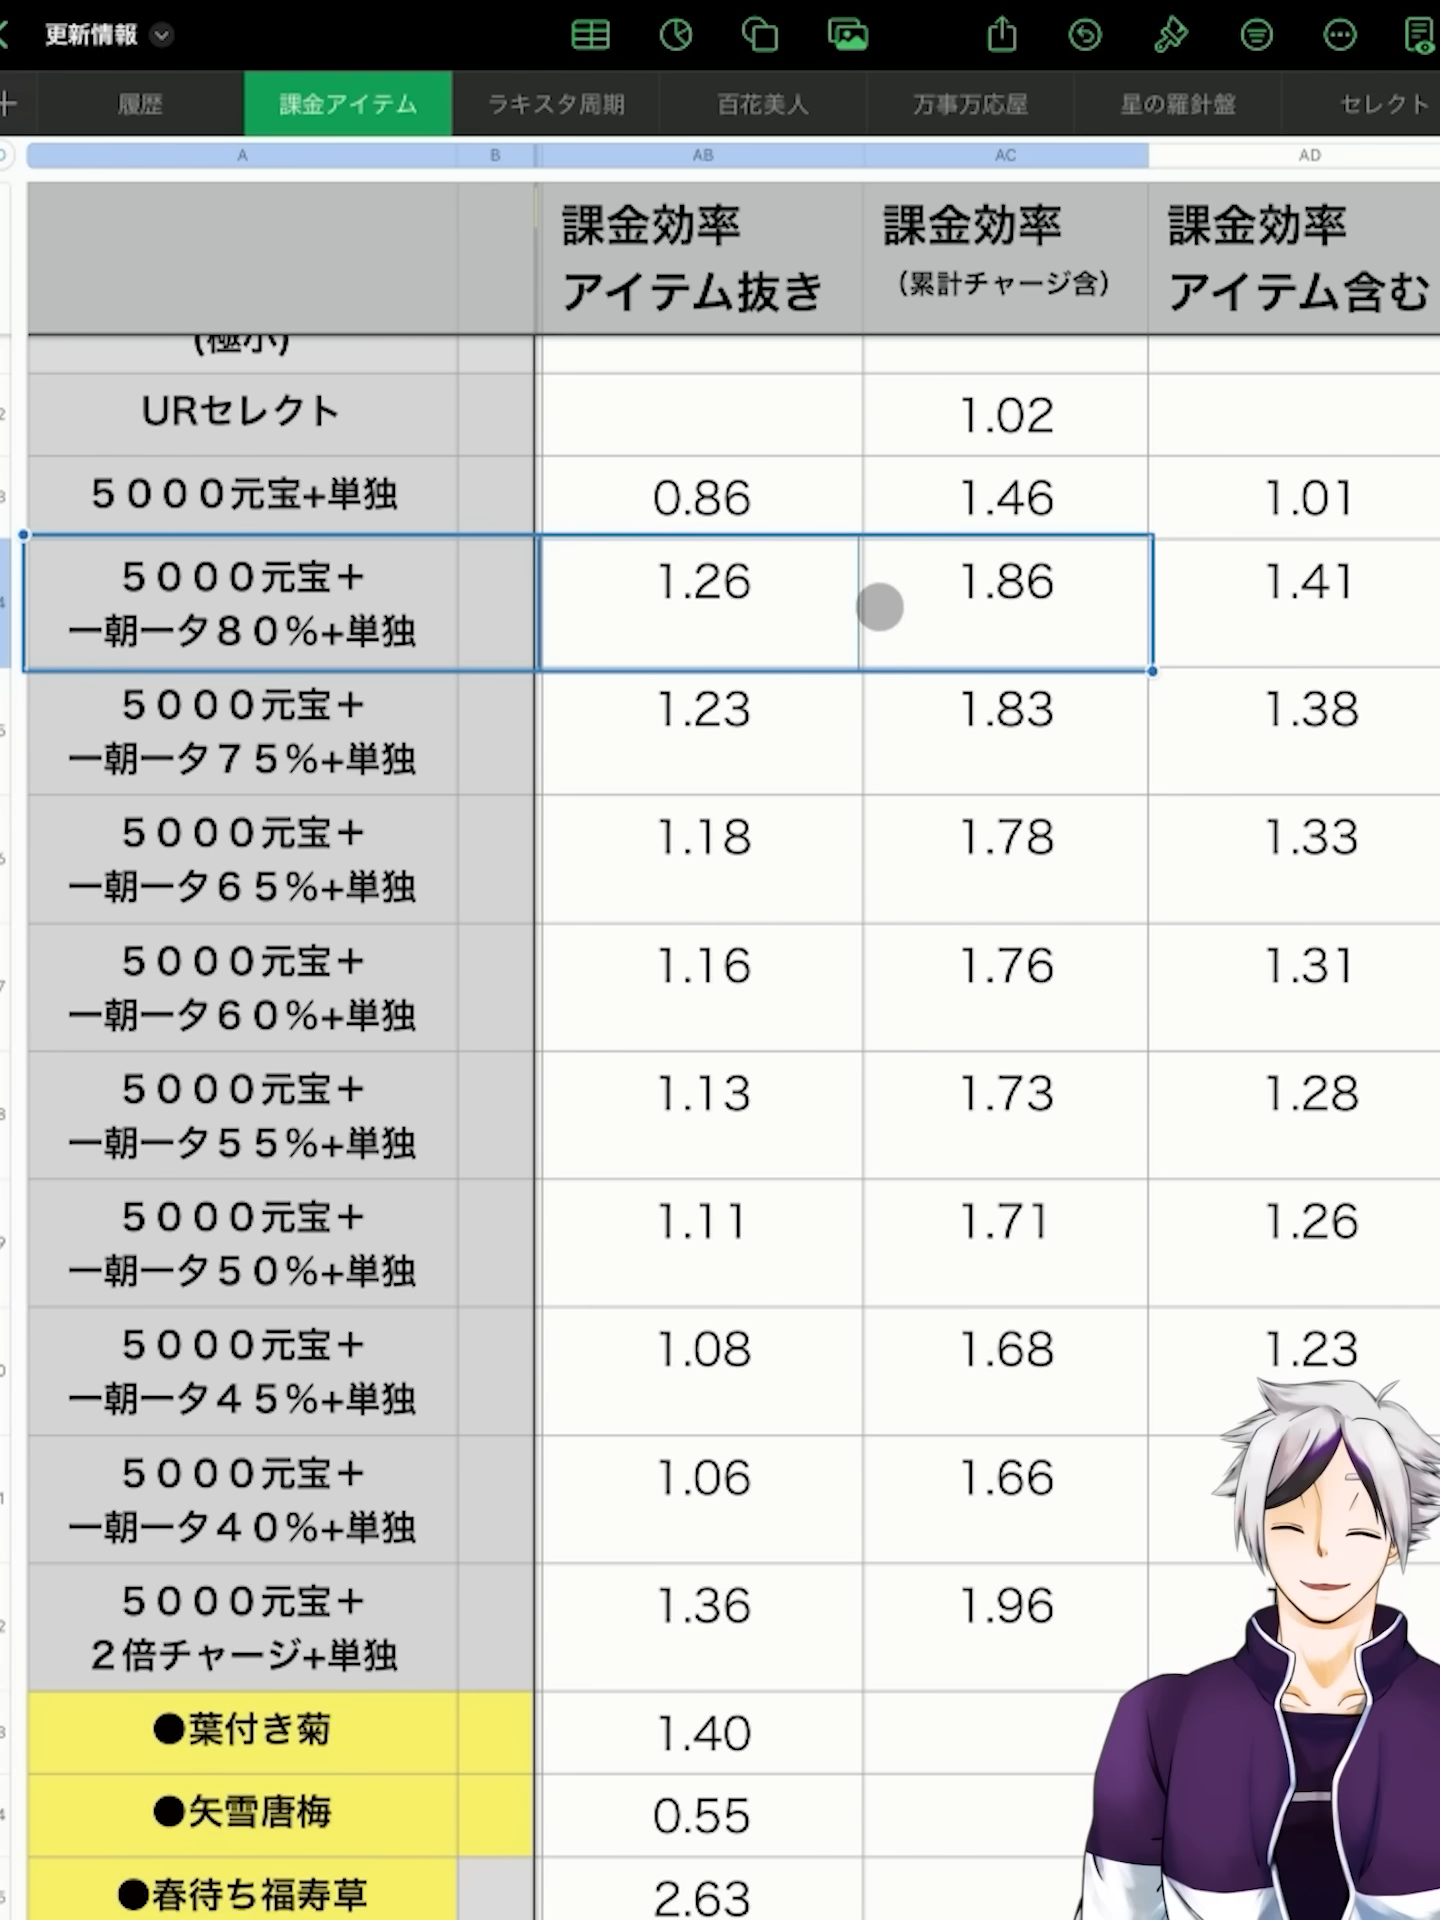 更新情報
履歴 課金アイテム ラキスタ周期 百花美人 万事万応屋 星の羅針盤 セレクト
A B AB AC AD
課金効率 課金効率 課金効率
アイテム抜き (累計チャージ含) アイテム含む
(極小)
URセレクト 1.02
5000元宝+単独 0.86 1.46 1.01
5000元宝+ 1.26 1.86 1.41
一朝一夕80%+単独
5000元宝+ 1.23 1.83 1.38
一朝一夕75%+単独
5000元宝+ 1.18 1.78 1.33
一朝一夕65%+単独
5000元宝+ 1.16 1.76 1.31
一朝一夕60%+単独
5000元宝+ 1.13 1.73 1.28
一朝一夕55%+単独
5000元宝+ 1.11 1.71 1.26
一朝一夕50%+単独
5000元宝+ 1.08 1.68 1.23
一朝一夕45%+単独
5000元宝+ 1.06 1.66
一朝一夕40%+単独
5000元宝+ 1.36 1.96
2倍チャージ+単独
●葉付き菊 1.40
●矢雪唐梅 0.55
●春待ち福寿草 2.63